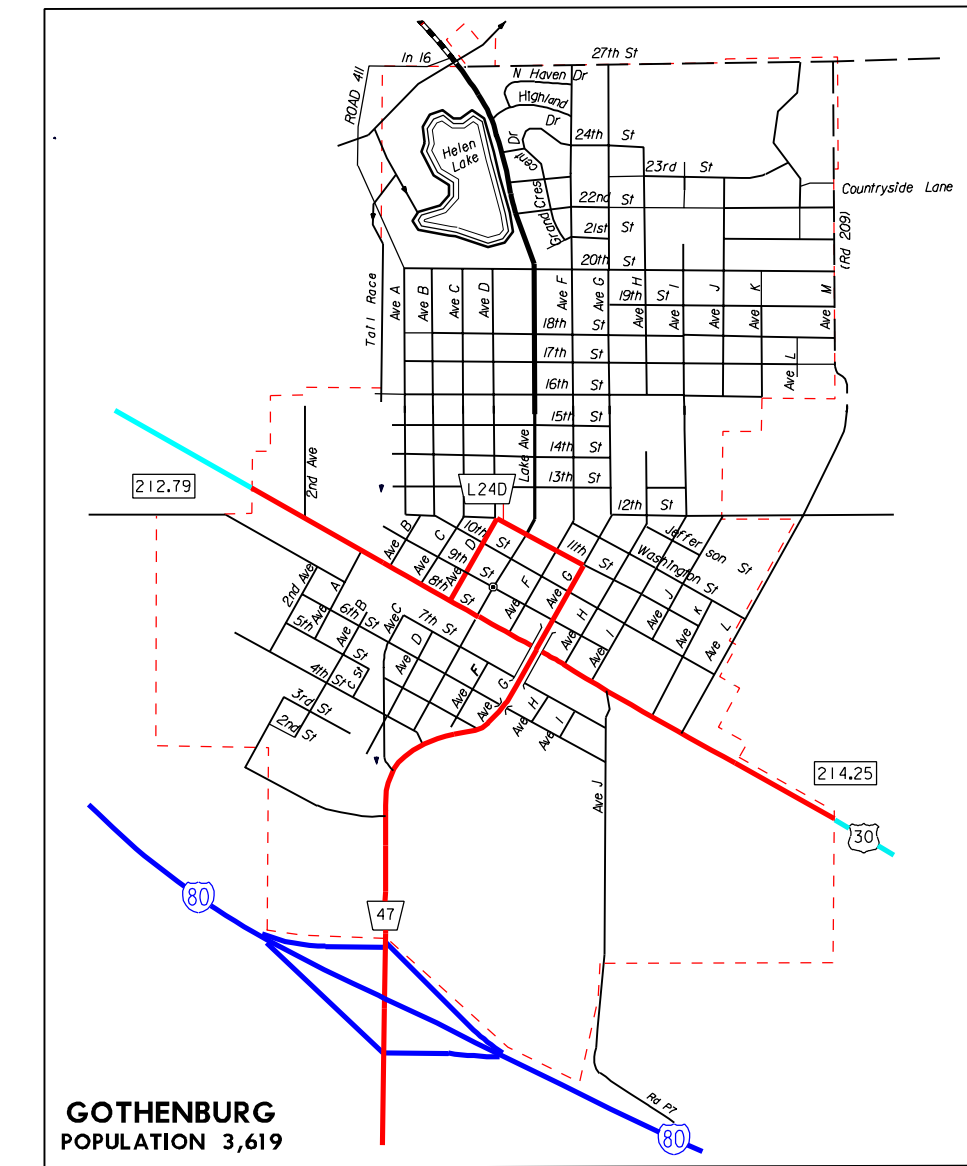 In 16
27th St
ROAD 411
N Haven Dr
Highland Dr
Helen
Lake
Grand Crescent Dr
24th St
23rd St
Countryside Lane
22nd St
21st St
20th St
(Rd 209)
Tail Race
Ave A
Ave B
Ave C
Ave D
Ave F
Ave G
Ave H
Ave I
Ave J
Ave K
Ave M
19th St
18th St
17th St
Ave L
16th St
15th St
14th St
Lake Ave
13th St
2nd Ave
212.79
L24D
12th St
Ave B
Ave C
Ave D
10th St
9th St
8th St
11th St
Jefferson St
Washington St
Ave F
Ave G
Ave H
Ave I
Ave J
Ave K
Ave L
2nd Ave
Ave A
Ave B
Ave C
Ave D
5th
6th St
7th St
4th St
C St
3rd St
2nd St
Ave F
Ave G
Ave H
Ave I
Ave J
214.25
30
80
47
Rd P7
80
GOTHENBURG
POPULATION 3,619